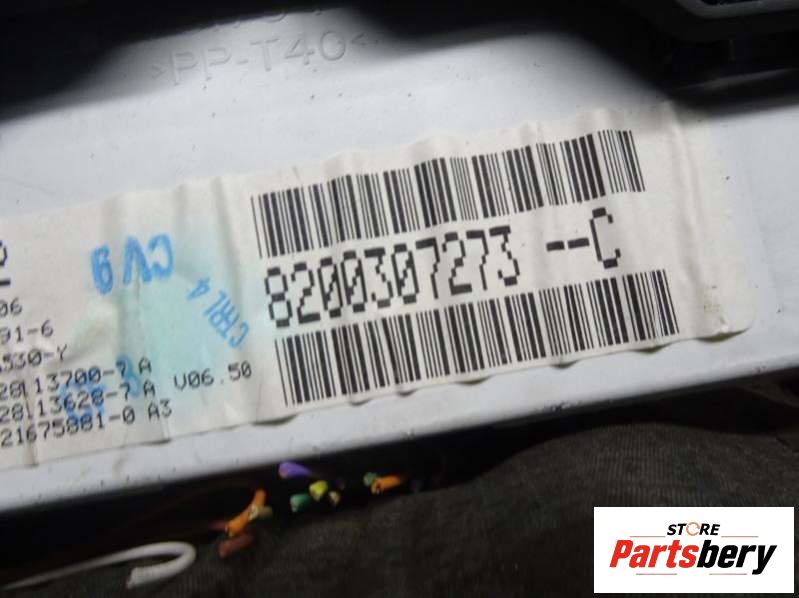 >PP-T40<
CV9
CTRL 4
8200307273 --C
06
91-6
530-Y
28113700-7 A
28113628-7 A V06.50
21675881-0 A3
STORE
Partsbery